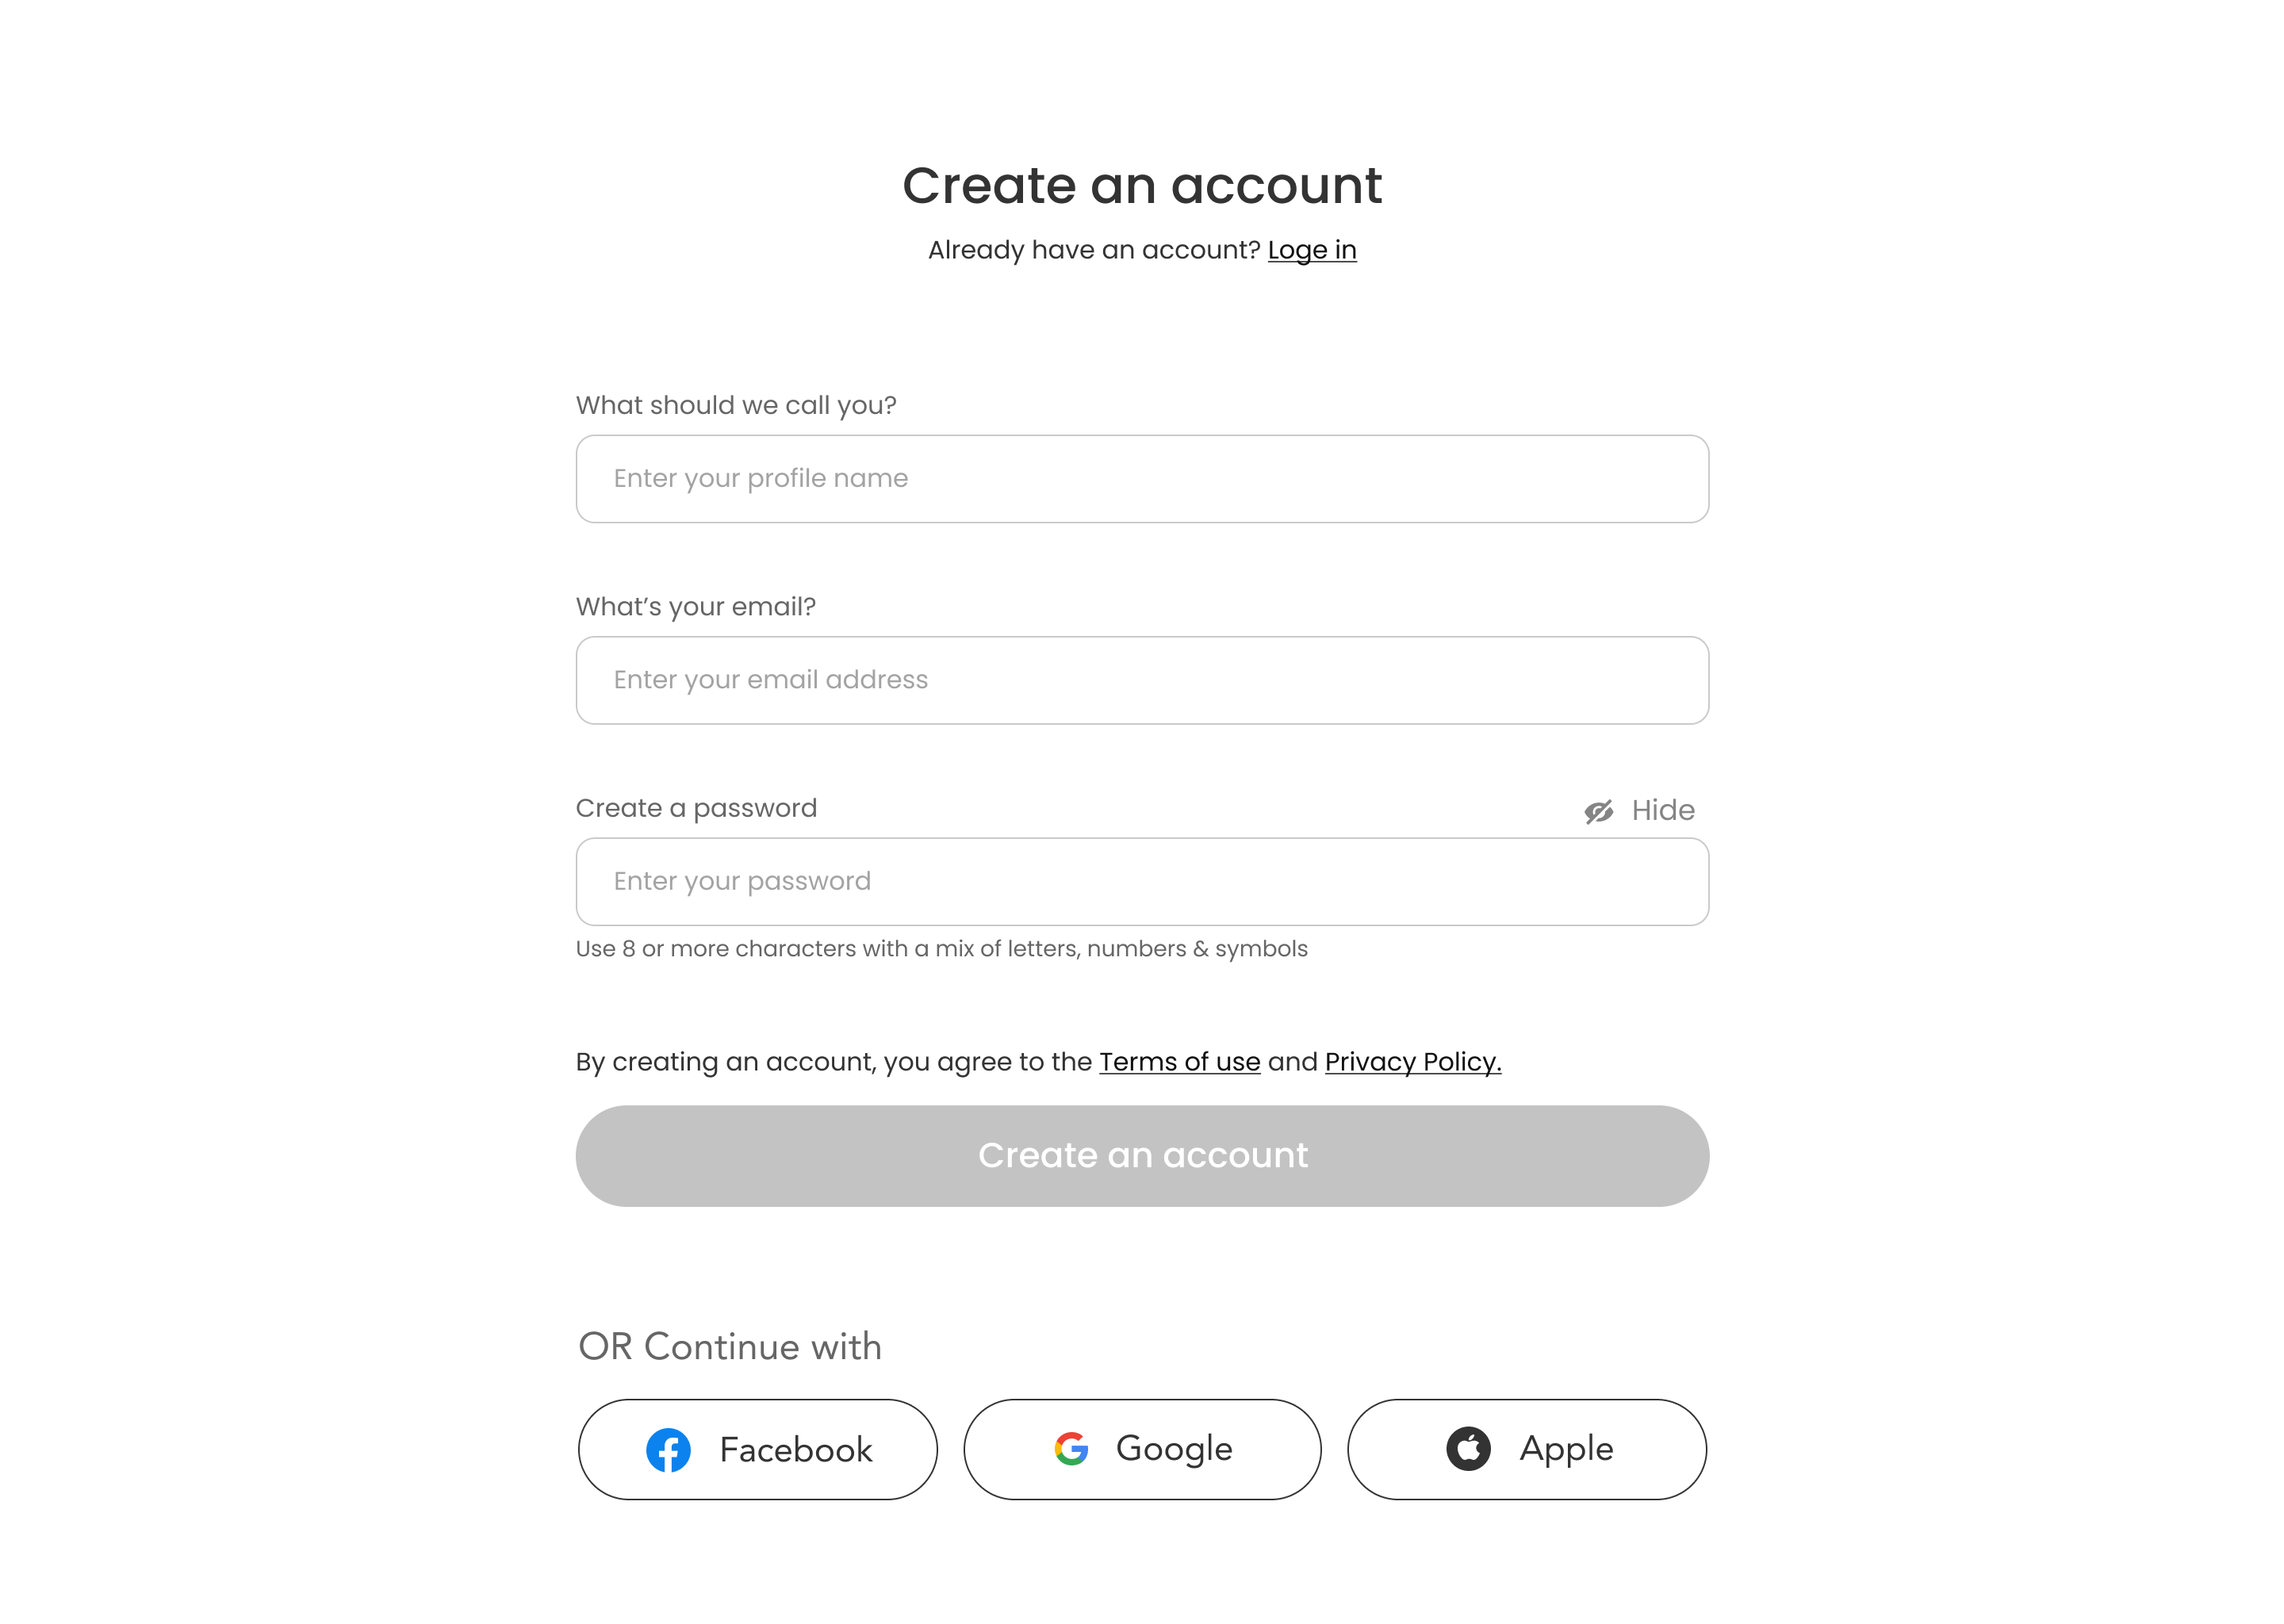 Create an account
Already have an account? Loge in
What should we call you?
Enter your profile name
What’s your email?
Enter your email address
Create a password
Hide
Enter your password
Use 8 or more characters with a mix of letters, numbers & symbols
By creating an account, you agree to the Terms of use and Privacy Policy.
Create an account
OR Continue with
Facebook
Google
Apple